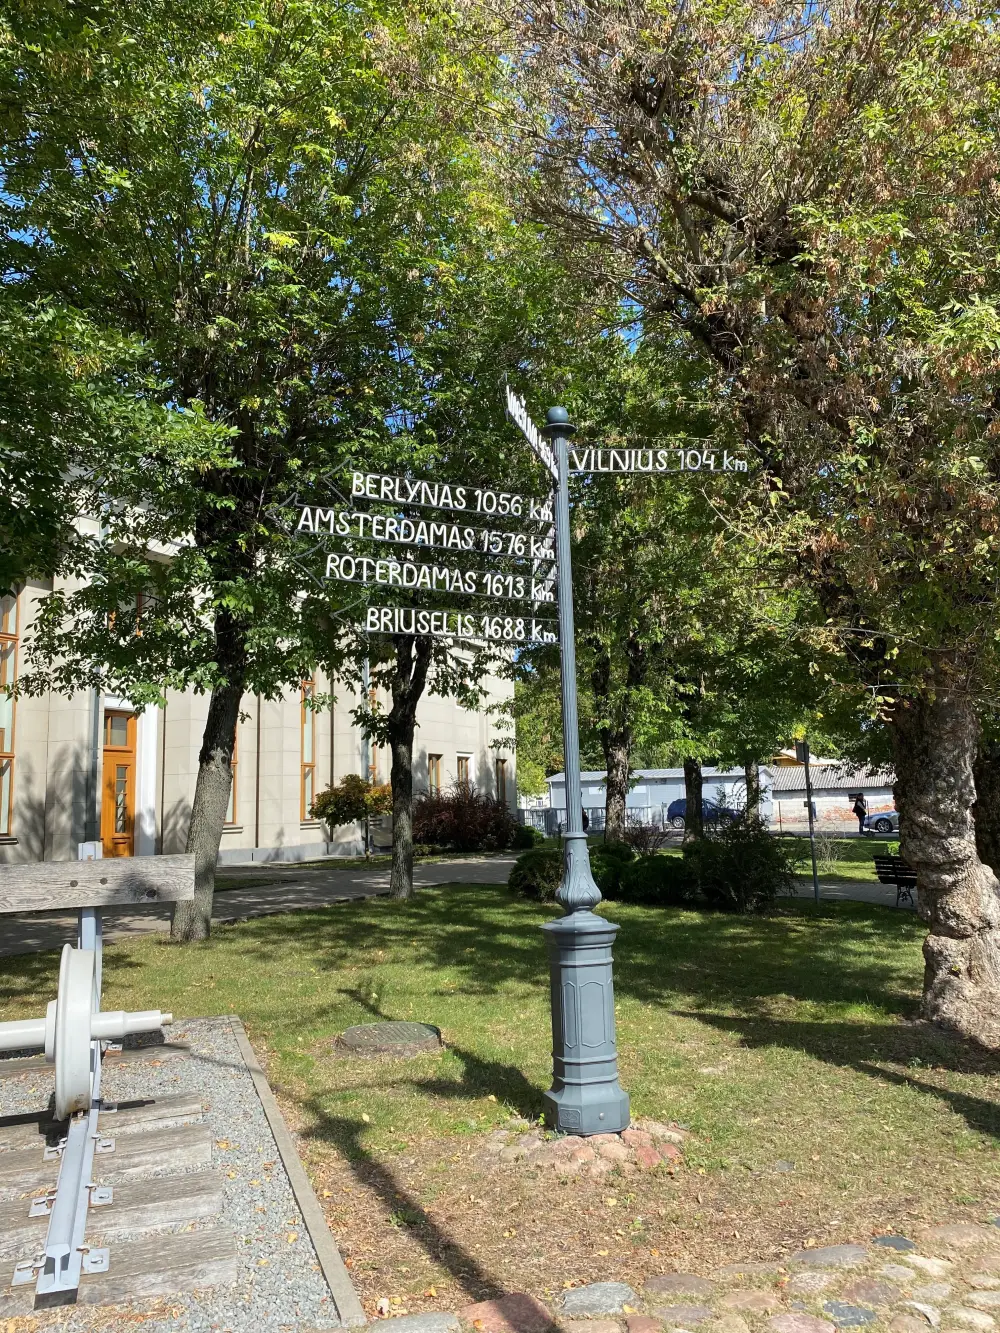 VILNIUS 104 km
BERLYNAS 1056 km
AMSTERDAMAS 1576 km
ROTERDAMAS 1613 km
BRIUSELIS 1688 km